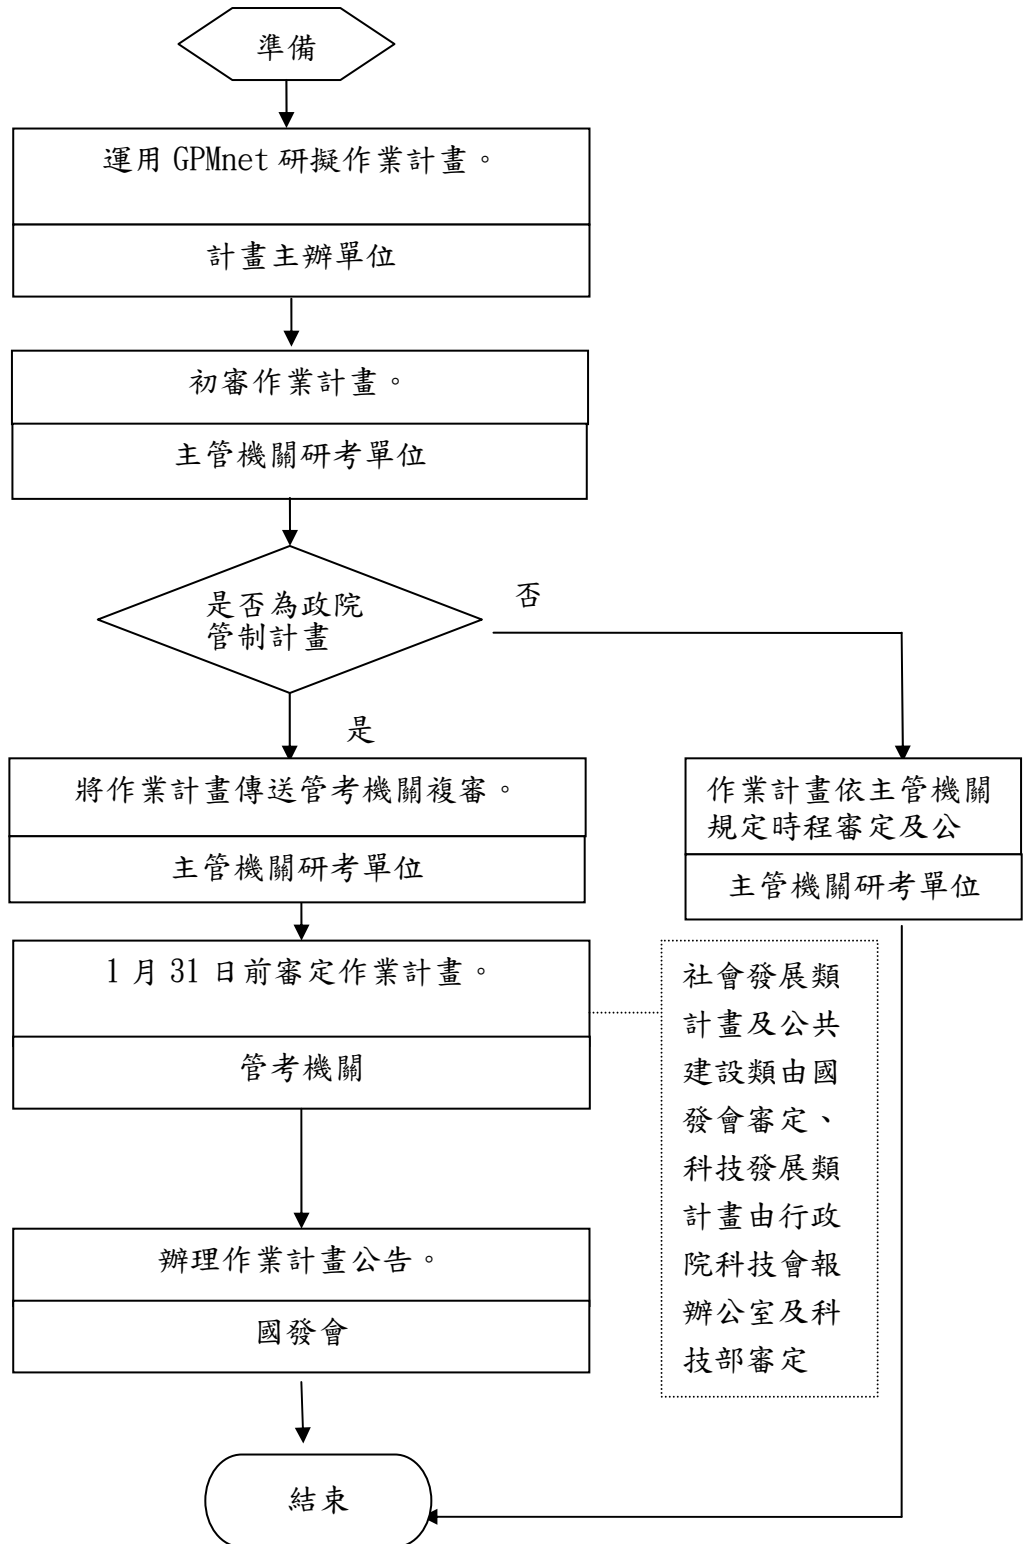 準備
運用 GPMnet 研擬作業計畫。
計畫主辦單位
初審作業計畫。
主管機關研考單位
是否為政院
管制計畫
否
是
將作業計畫傳送管考機關複審。
主管機關研考單位
作業計畫依主管機關
規定時程審定及公
主管機關研考單位
1 月 31 日前審定作業計畫。
管考機關
社會發展類
計畫及公共
建設類由國
發會審定、
科技發展類
計畫由行政
院科技會報
辦公室及科
技部審定
辦理作業計畫公告。
國發會
結束